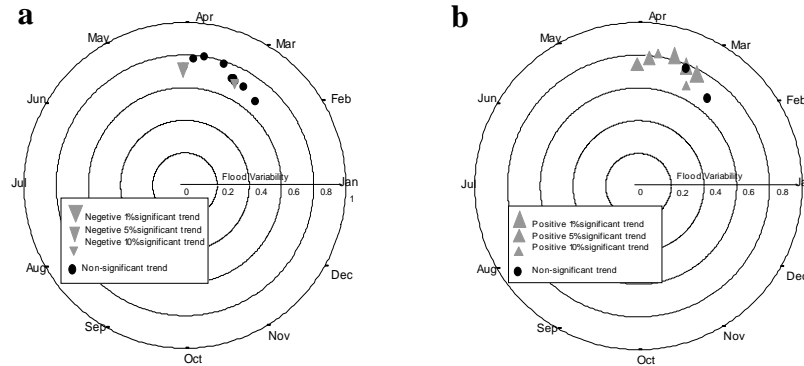 a
Apr
May
Mar
Jun
Feb
Flood Variability
Jul
Jan
0 0.2 0.4 0.6 0.8 1
Negetive 1%significant trend
Negetive 5%significant trend
Negetive 10%significant trend
Non-significant trend
Aug
Dec
Sep
Nov
Oct
b
Apr
May
Mar
Jun
Feb
Flood Variability
Jul
Ja
0 0.2 0.4 0.6 0.8
Positive 1%significant trend
Positive 5%significant trend
Positive 10%significant trend
Non-significant trend
Aug
Dec
Sep
Nov
Oct